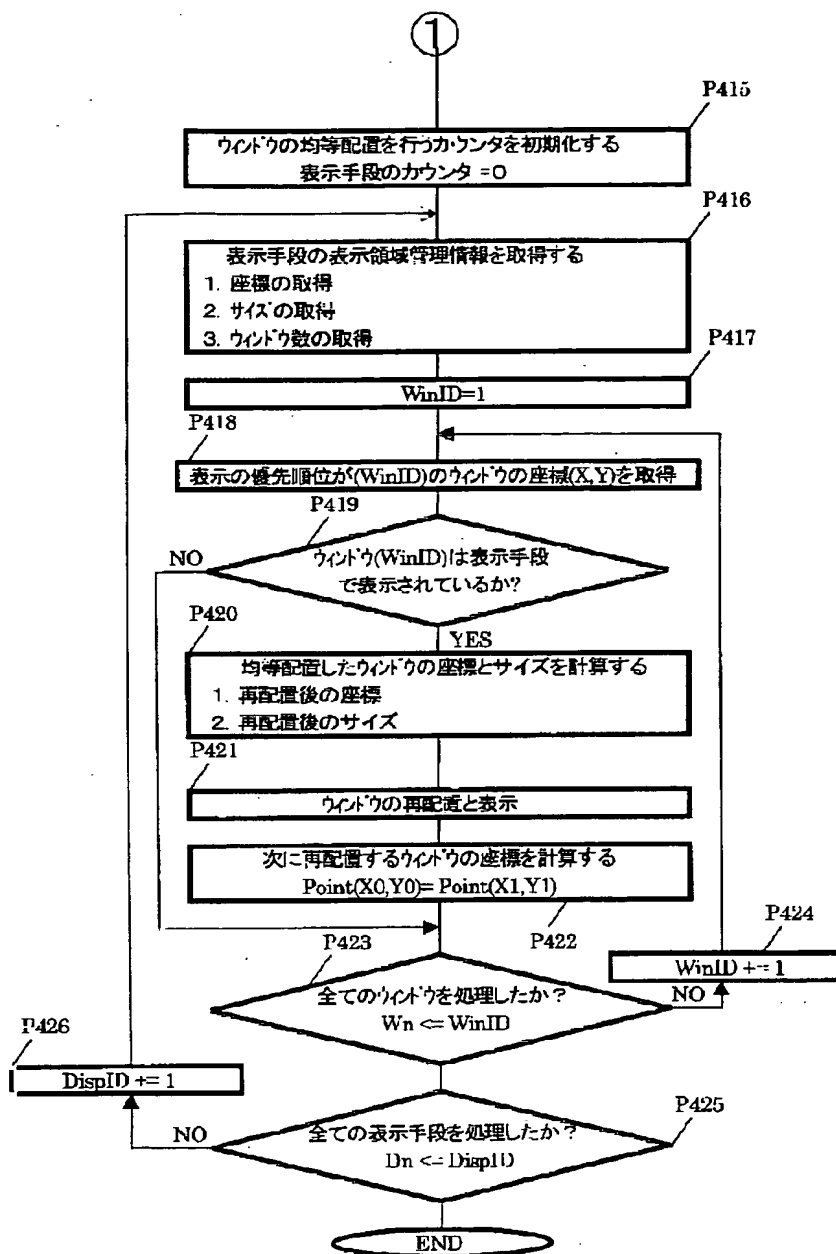 ①
P415
ウィンドウの均等配置を行うカウンタを初期化する
表示手段のカウンタ =0
P416
表示手段の表示領域管理情報を取得する
1. 座標の取得
2. サイズの取得
3. ウィンドウ数の取得
P417
WinID=1
P418
表示の優先順位が(WinID)のウィンドウの座標(X,Y)を取得
P419
NO
ウィンドウ(WinID)は表示手段
で表示されているか?
P420
YES
均等配置したウィンドウの座標とサイズを計算する
1. 再配置後の座標
2. 再配置後のサイズ
P421
ウィンドウの再配置と表示
次に再配置するウィンドウの座標を計算する
Point(X0,Y0)= Point(X1,Y1)
P422
P423
P424
WinID += 1
全てのウィンドウを処理したか?
Wn <= WinID
NO
P426
DispID += 1
P425
NO
全ての表示手段を処理したか?
Dn <= DispID
END